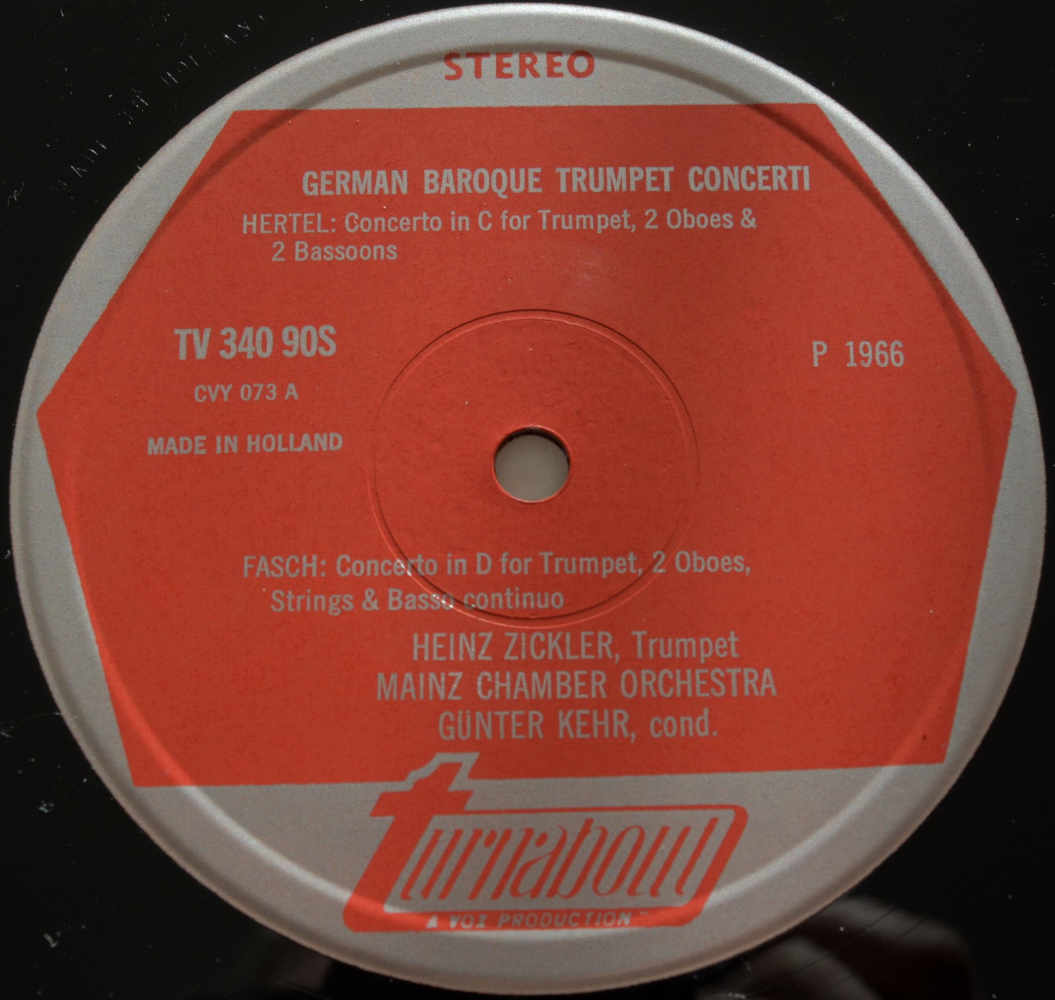 STEREO
GERMAN BAROQUE TRUMPET CONCERTI
HERTEL: Concerto in C for Trumpet, 2 Oboes &
2 Bassoons
TV 340 90S
P 1966
CVY 073 A
MADE IN HOLLAND
FASCH: Concerto in D for Trumpet, 2 Oboes,
Strings & Basso continuo
HEINZ ZICKLER, Trumpet
MAINZ CHAMBER ORCHESTRA
GÜNTER KEHR, cond.
turnabout
A VOX PRODUCTION